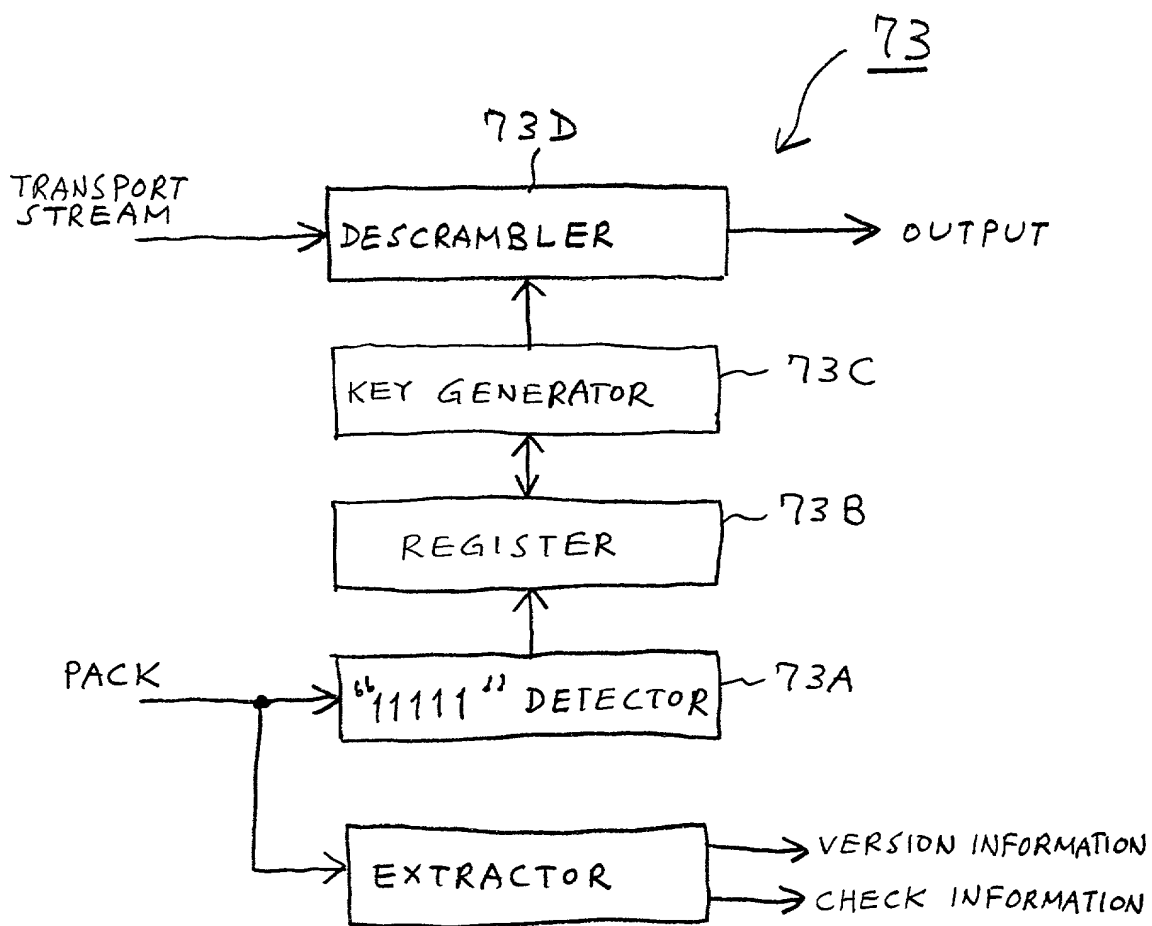 73
73D
TRANSPORT
STREAM
DESCRAMBLER
OUTPUT
KEY GENERATOR
73C
REGISTER
73B
PACK
"11111" DETECTOR
73A
EXTRACTOR
VERSION INFORMATION
CHECK INFORMATION